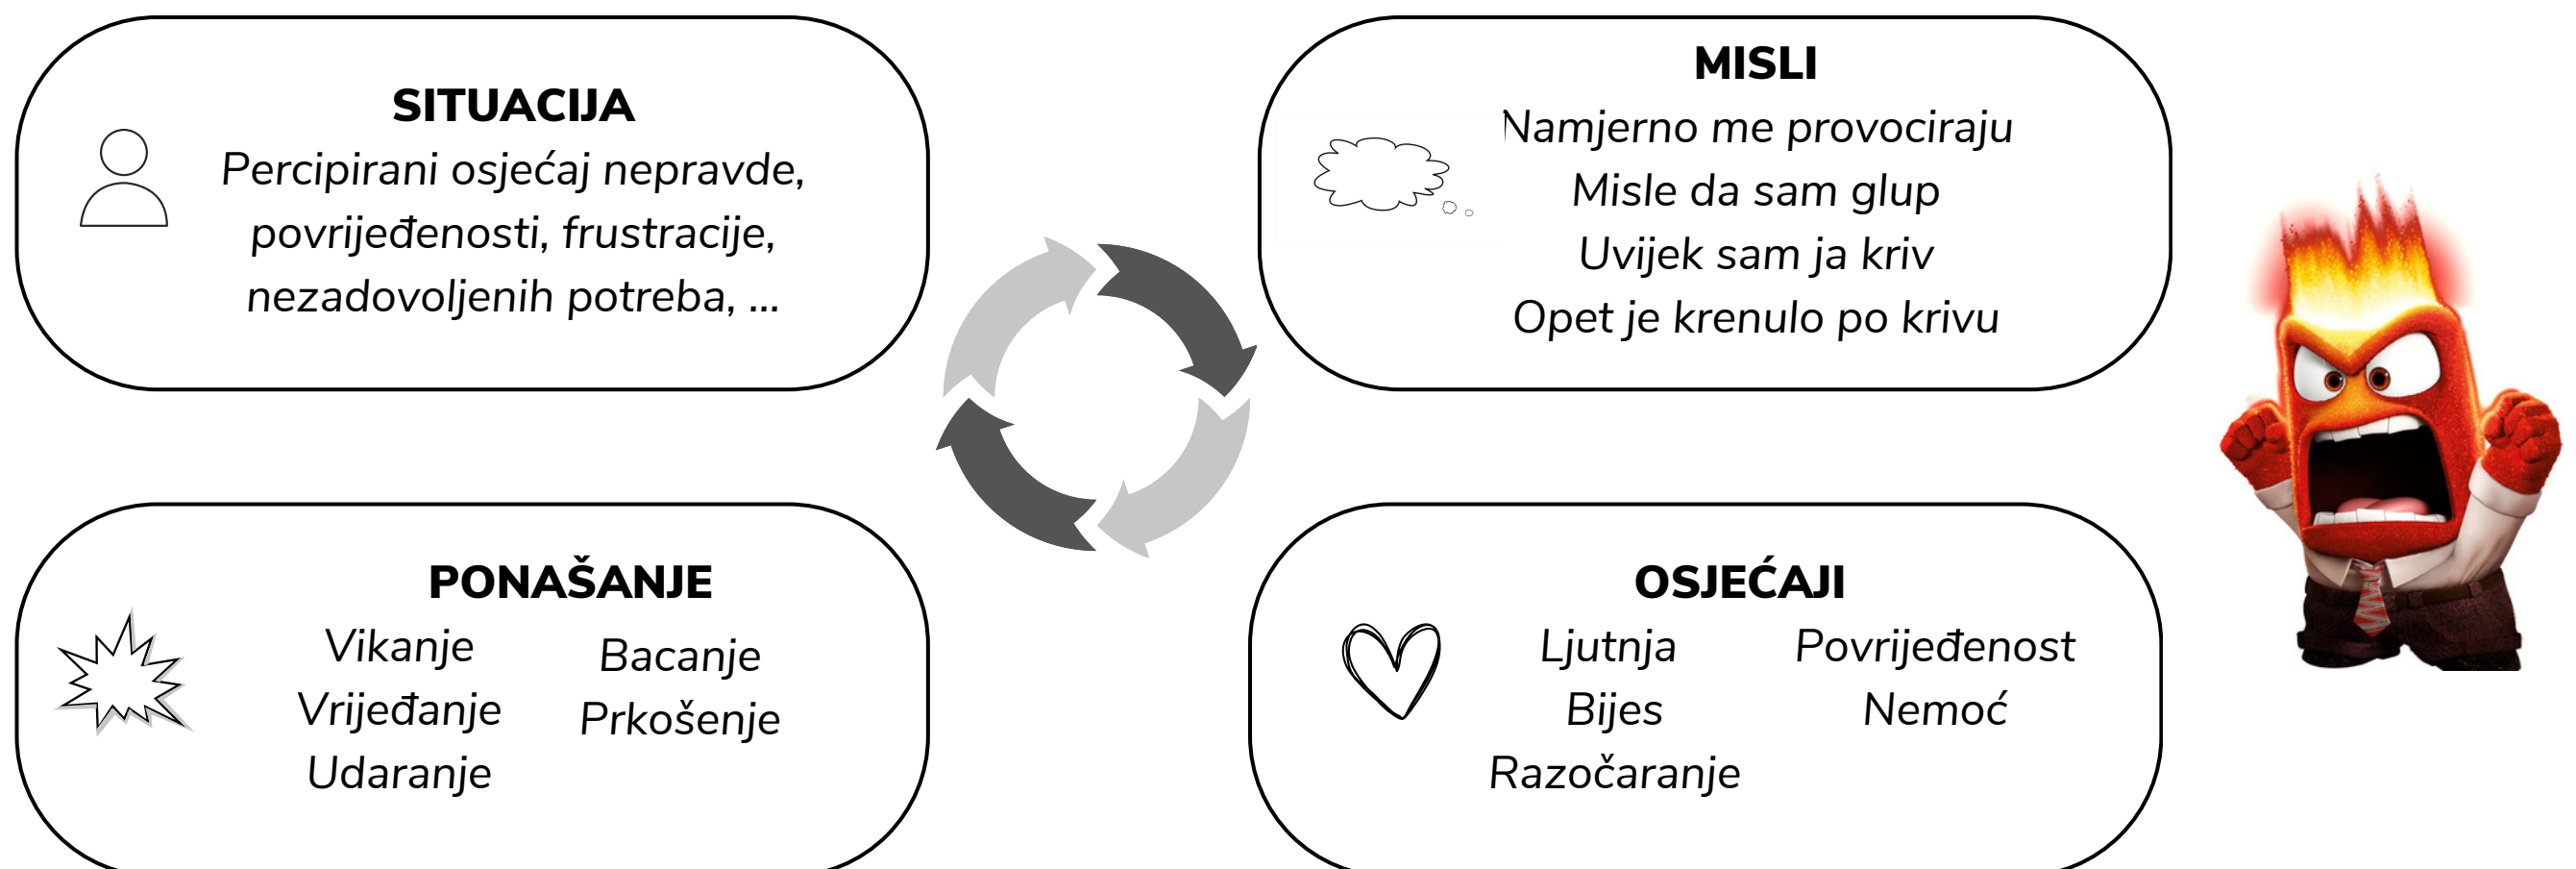 SITUACIJA
Percipirani osjećaj nepravde,
povrijeđenosti, frustracije,
nezadovoljenih potreba, ...
MISLI
Namjerno me provociraju
Misle da sam glup
Uvijek sam ja kriv
Opet je krenulo po krivu
PONAŠANJE
Vikanje
Vrijeđanje
Udaranje
Bacanje
Prkošenje
OSJEĆAJI
Ljutnja
Bijes
Razočaranje
Povrijeđenost
Nemoć